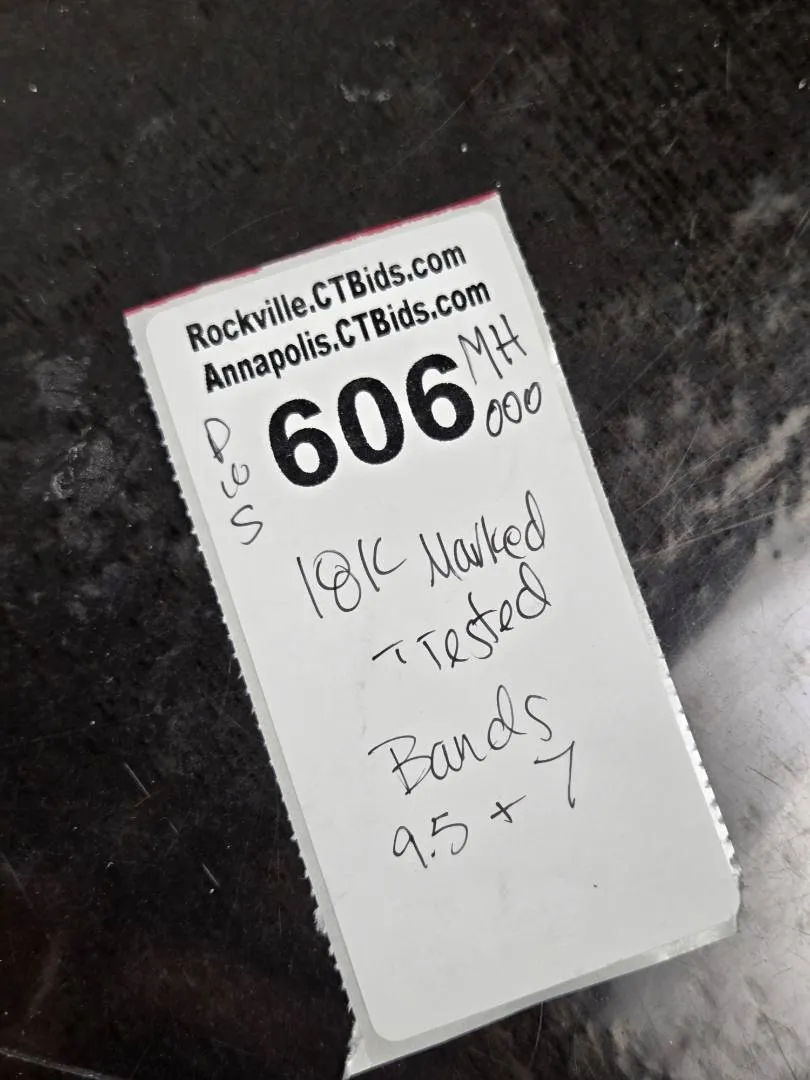 Rockville.CTBids.com
Annapolis.CTBids.com
606
MH
000
18K Marked
Tested
Bands
9.5 + 7